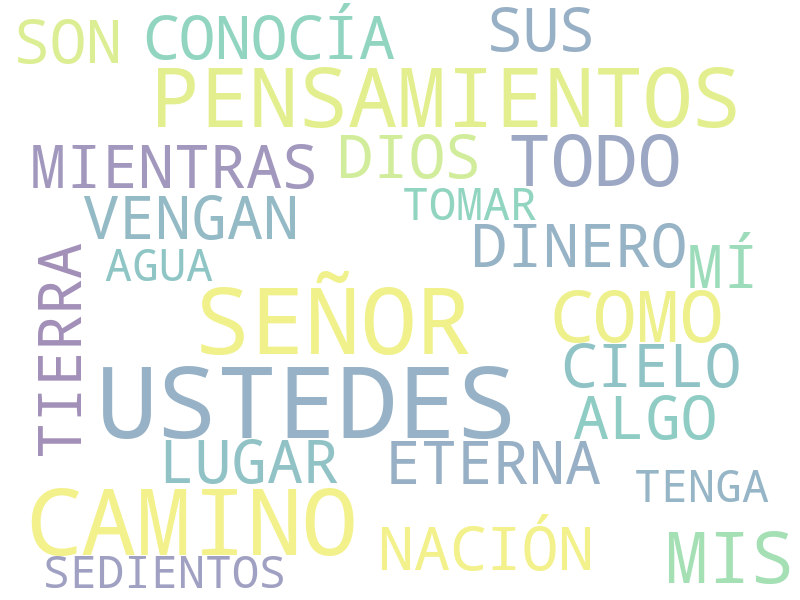 SON CONOCÍA SUS
PENSAMIENTOS
MIENTRAS DIOS TODO
VENGAN TOMAR DINERO
AGUA MÍ
TIERRA
SEÑOR COMO
USTEDES CIELO
ALGO
LUGAR ETERNA TENGA
CAMINO NACIÓN MIS
SEDIENTOS